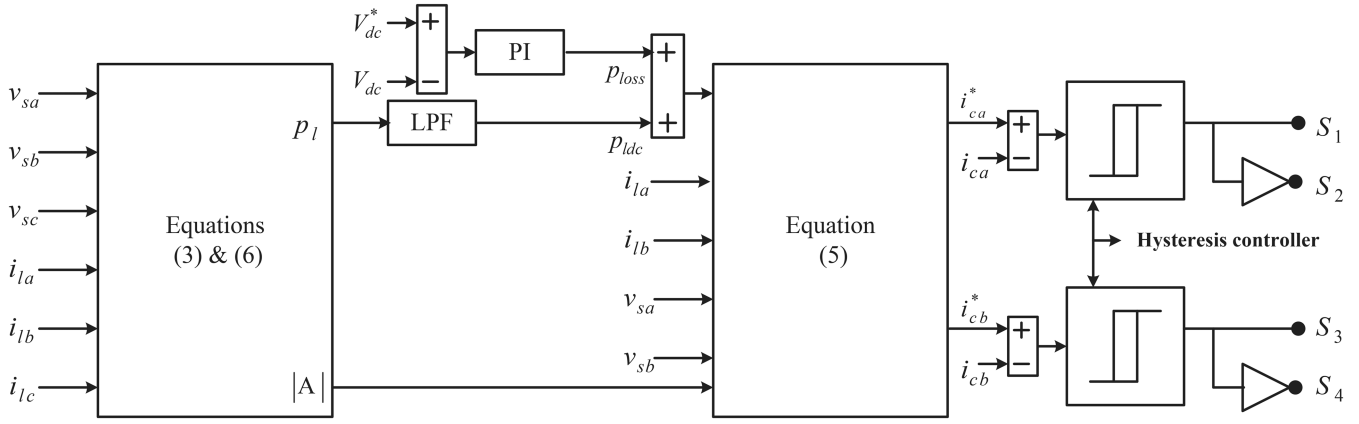 v_sa
v_sb
v_sc
i_la
i_lb
i_lc
Equations
(3) & (6)
p_l
|A|
V*_dc
+
V_dc
−
PI
LPF
p_loss
p_ldc
+
+
i_la
i_lb
v_sa
v_sb
Equation
(5)
i*_ca
+
i_ca
−
i*_cb
+
i_cb
−
Hysteresis controller
S_1
S_2
S_3
S_4